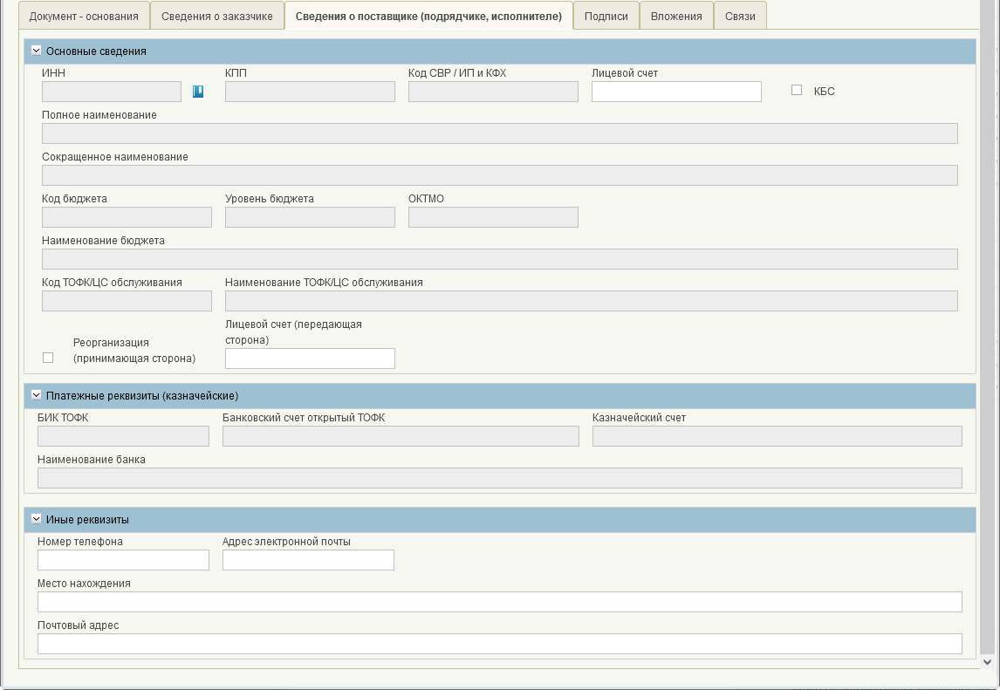 Документ - основания Сведения о заказчике Сведения о поставщике (подрядчике, исполнителе) Подписи Вложения Связи
Основные сведения
ИНН КПП Код СВР / ИП и КФХ Лицевой счет
КБС
Полное наименование
Сокращенное наименование
Код бюджета Уровень бюджета ОКТМО
Наименование бюджета
Код ТОФК/ЦС обслуживания Наименование ТОФК/ЦС обслуживания
Реорганизация
(принимающая сторона)
Лицевой счет (передающая
сторона)
Платежные реквизиты (казначейские)
БИК ТОФК Банковский счет открытый ТОФК Казначейский счет
Наименование банка
Иные реквизиты
Номер телефона Адрес электронной почты
Место нахождения
Почтовый адрес